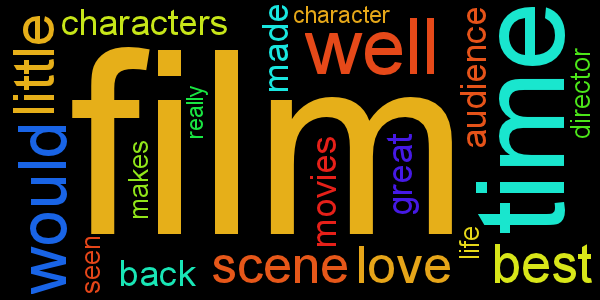 little
characters
made
character
well
audience
time
director
film
really
would
makes
movies
great
seen
back
scene
love
life
best